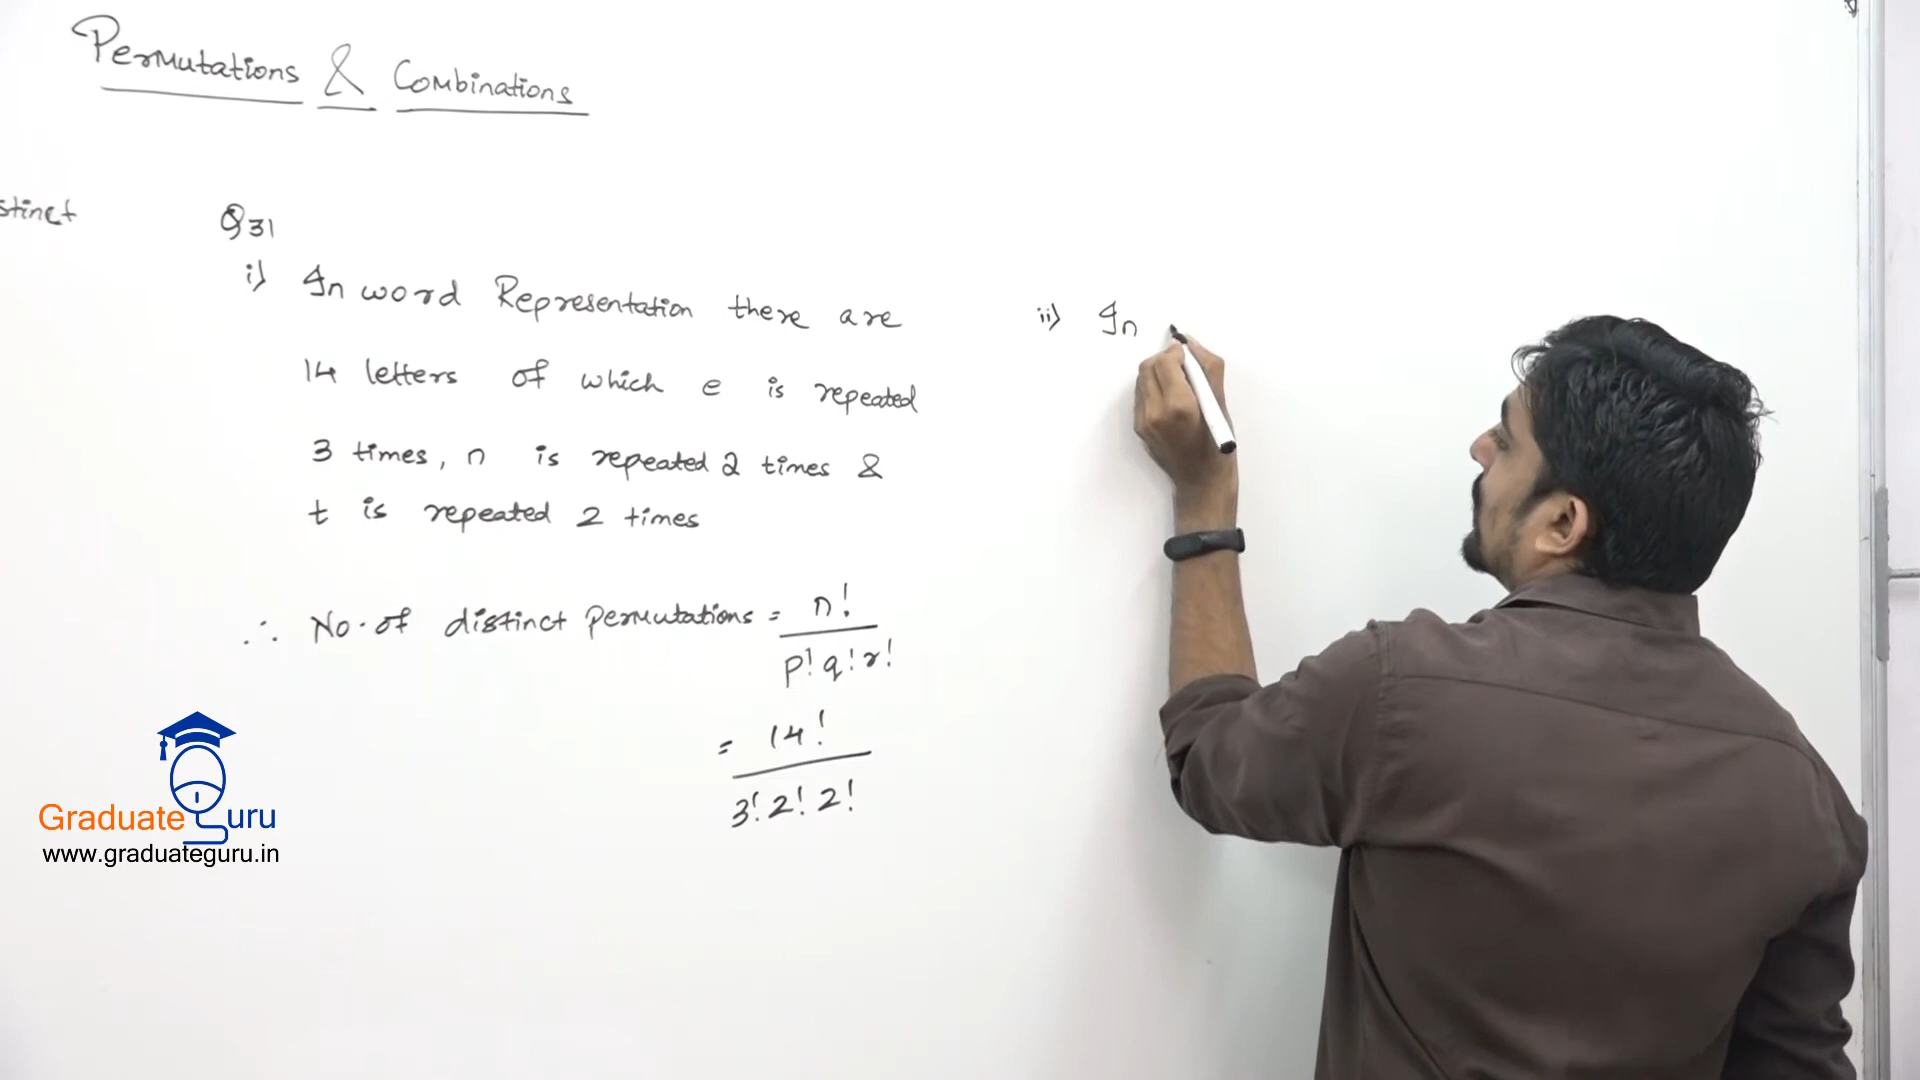 Permutations & Combinations
stinct
Q31
i) In word Representation there are
14 letters of which e is repeated
3 times, n is repeated 2 times &
t is repeated 2 times
∴ No. of distinct Permutations = n! / p! q! r!
= 14! / 3! 2! 2!
ii) In
Graduate Guru
www.graduateguru.in